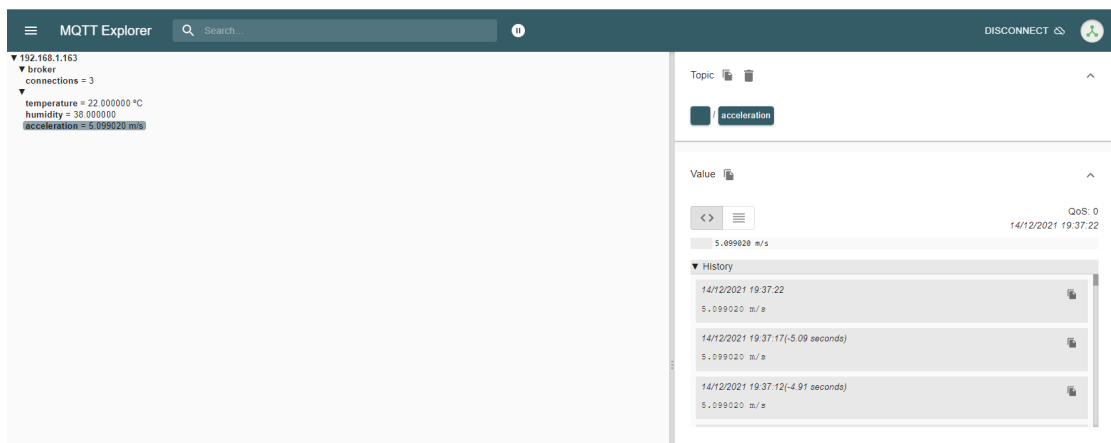 MQTT Explorer
Search...
DISCONNECT
▼ 192.168.1.163
▼ broker
connections = 3
▼
temperature = 22.000000 ºC
humidity = 38.000000
acceleration = 5.099020 m/s
Topic
/ acceleration
Value
<>
QoS: 0
14/12/2021 19:37:22
5.099020 m/s
▼ History
14/12/2021 19:37:22
5.099020 m/s
14/12/2021 19:37:17(-5.09 seconds)
5.099020 m/s
14/12/2021 19:37:12(-4.91 seconds)
5.099020 m/s